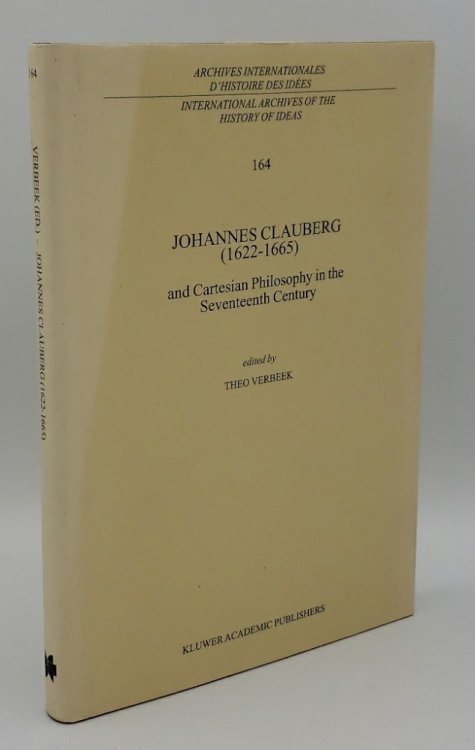 ARCHIVES INTERNATIONALES
D'HISTOIRE DES IDÉES
INTERNATIONAL ARCHIVES OF THE
HISTORY OF IDEAS
164
JOHANNES CLAUBERG
(1622-1665)
and Cartesian Philosophy in the
Seventeenth Century
edited by
THEO VERBEEK
KLUWER ACADEMIC PUBLISHERS
164
VERBEEK (ED.) - JOHANNES CLAUBERG (1622-1665)